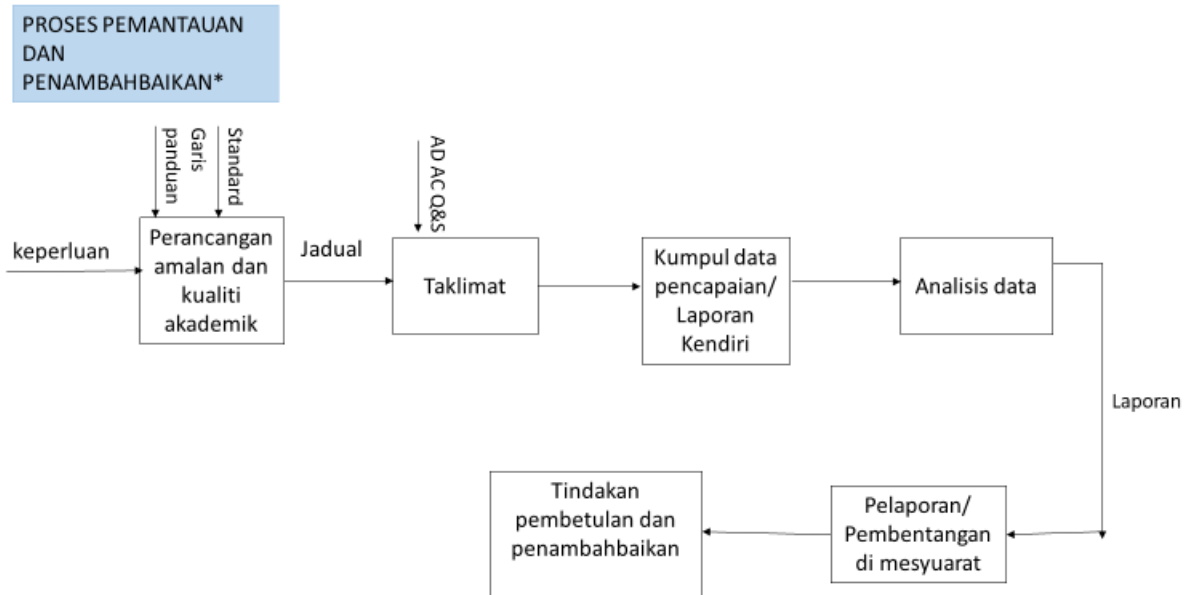 PROSES PEMANTAUAN
DAN
PENAMBAHBAIKAN*
Garis
panduan
Standard
AD AC Q&S
keperluan
Perancangan
amalan dan
kualiti
akademik
Jadual
Taklimat
Kumpul data
pencapaian/
Laporan
Kendiri
Analisis data
Laporan
Pelaporan/
Pembentangan
di mesyuarat
Tindakan
pembetulan dan
penambahbaikan